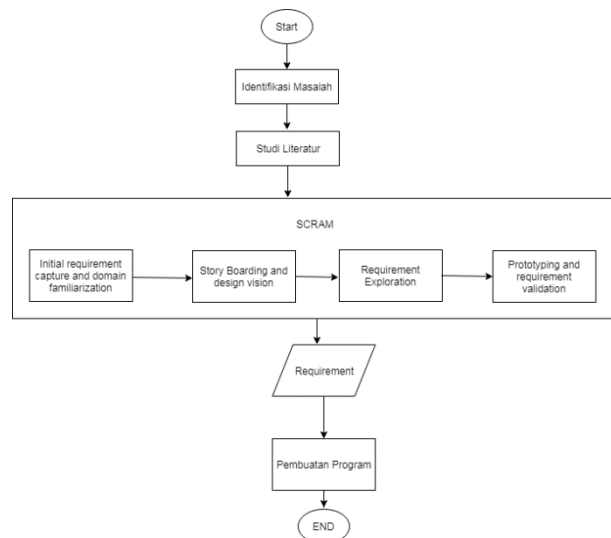 Start
Identifikasi Masalah
Studi Literatur
SCRAM
Initial requirement
capture and domain
familiarization
Story Boarding and
design vision
Requirement
Exploration
Prototyping and
requirement
validation
Requirement
Pembuatan Program
END